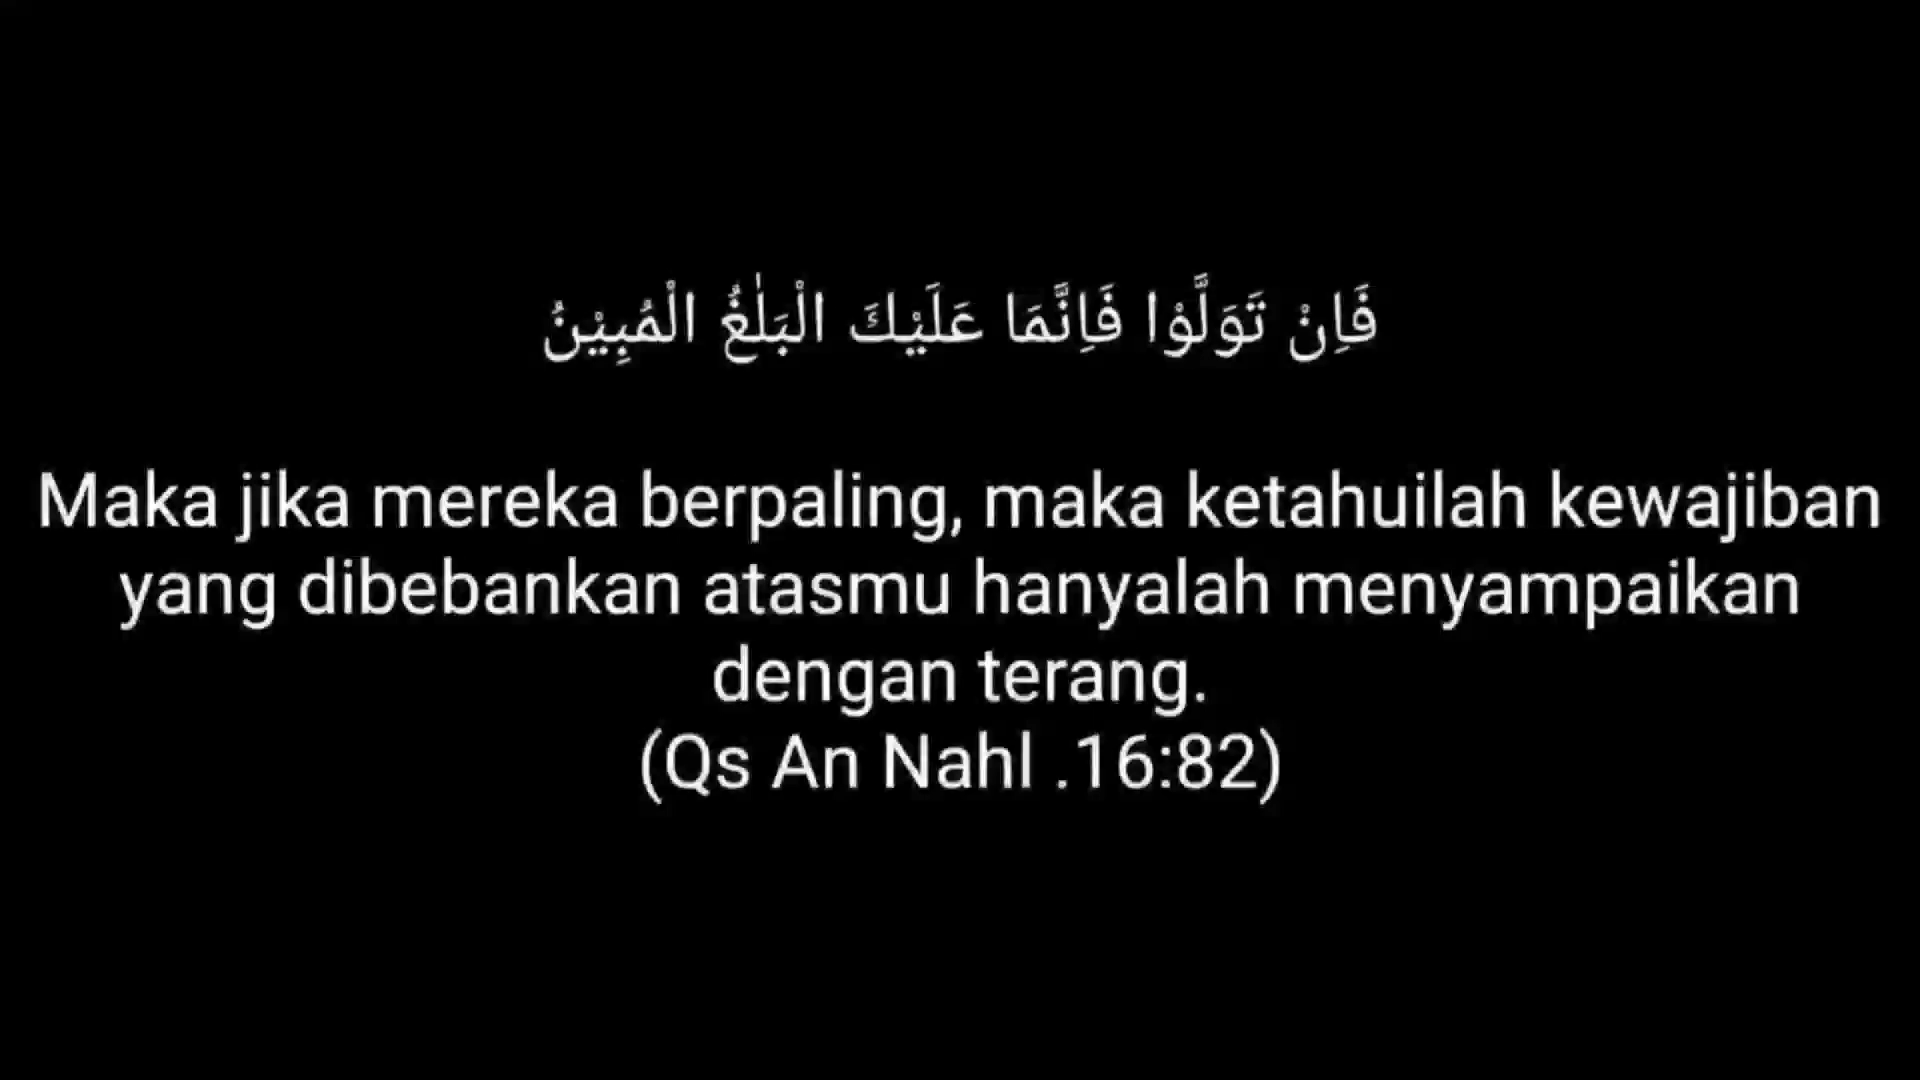 فَاِنْ تَوَلَّوْا فَاِنَّمَا عَلَيْكَ الْبَلٰغُ الْمُبِيْنُ
Maka jika mereka berpaling, maka ketahuilah kewajiban
yang dibebankan atasmu hanyalah menyampaikan
dengan terang.
(Qs An Nahl .16:82)